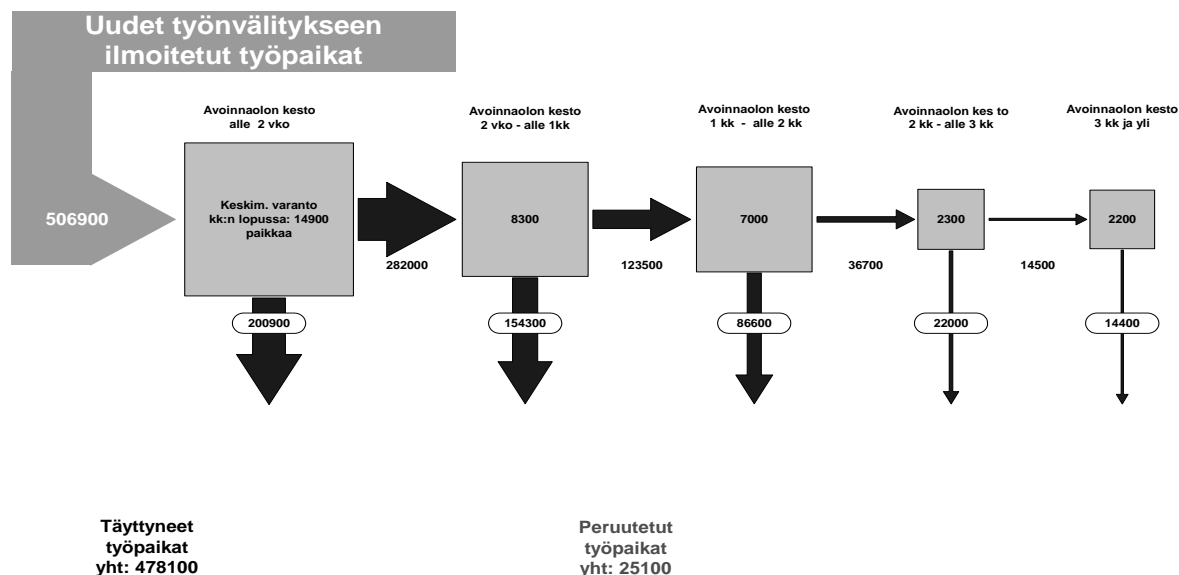 Uudet työnvälitykseen
ilmoitetut työpaikat
Avoinnaolon kesto
alle 2 vko
Avoinnaolon kesto
2 vko - alle 1kk
Avoinnaolon kesto
1 kk - alle 2 kk
Avoinnaolon kes to
2 kk - alle 3 kk
Avoinnaolon kesto
3 kk ja yli
506900
Keskim. varanto
kk:n lopussa: 14900
paikkaa
8300
7000
2300
2200
282000
123500
36700
14500
200900
154300
86600
22000
14400
Täyttyneet
työpaikat
yht: 478100
Peruutetut
työpaikat
yht: 25100